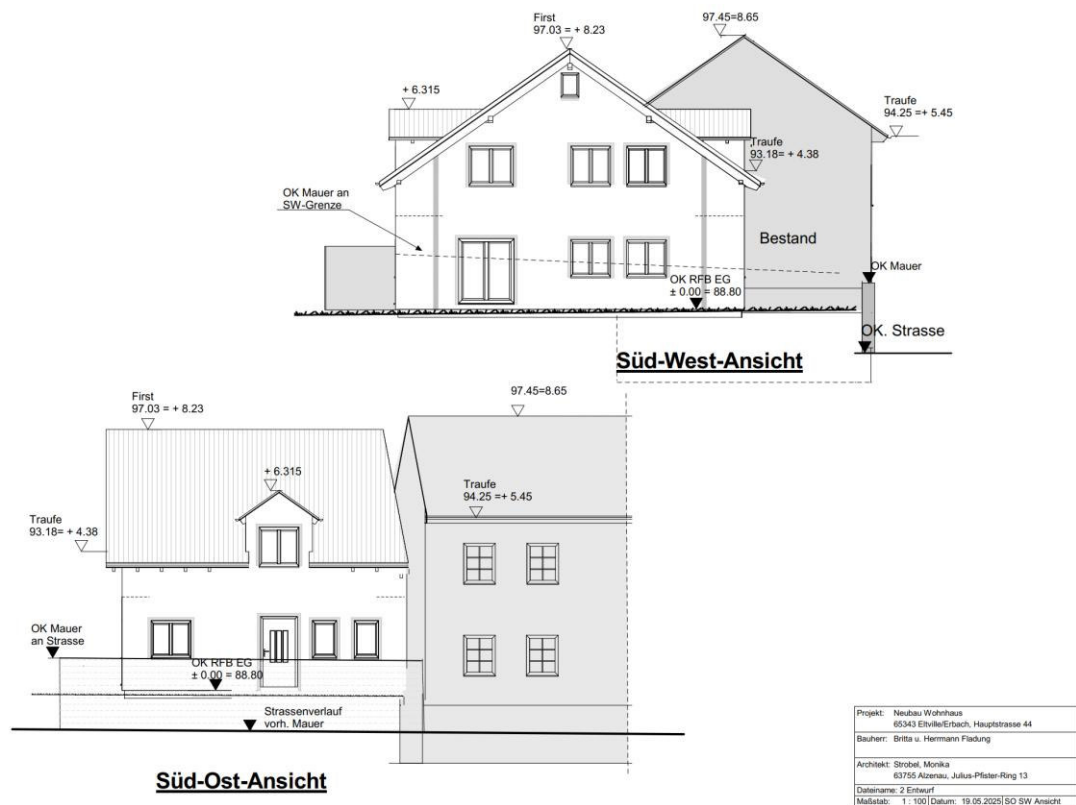 First
97.03 = + 8.23
97.45=8.65
+ 6.315
Traufe
94.25 =+ 5.45
Traufe
93.18= + 4.38
OK Mauer an
SW-Grenze
Bestand
OK Mauer
OK RFB EG
± 0.00 = 88.80
OK. Strasse
Süd-West-Ansicht
First
97.03 = + 8.23
97.45=8.65
+ 6.315
Traufe
94.25 =+ 5.45
Traufe
93.18= + 4.38
OK Mauer
an Strasse
OK RFB EG
± 0.00 = 88.80
Strassenverlauf
vorh. Mauer
Süd-Ost-Ansicht
Projekt: Neubau Wohnhaus
65343 Eltville/Erbach, Hauptstrasse 44
Bauherr: Britta u. Herrmann Fladung
Architekt: Strobel, Monika
63755 Alzenau, Julius-Pfister-Ring 13
Dateiname: 2 Entwurf
Maßstab: 1 : 100 Datum: 19.05.2025 SO SW Ansicht